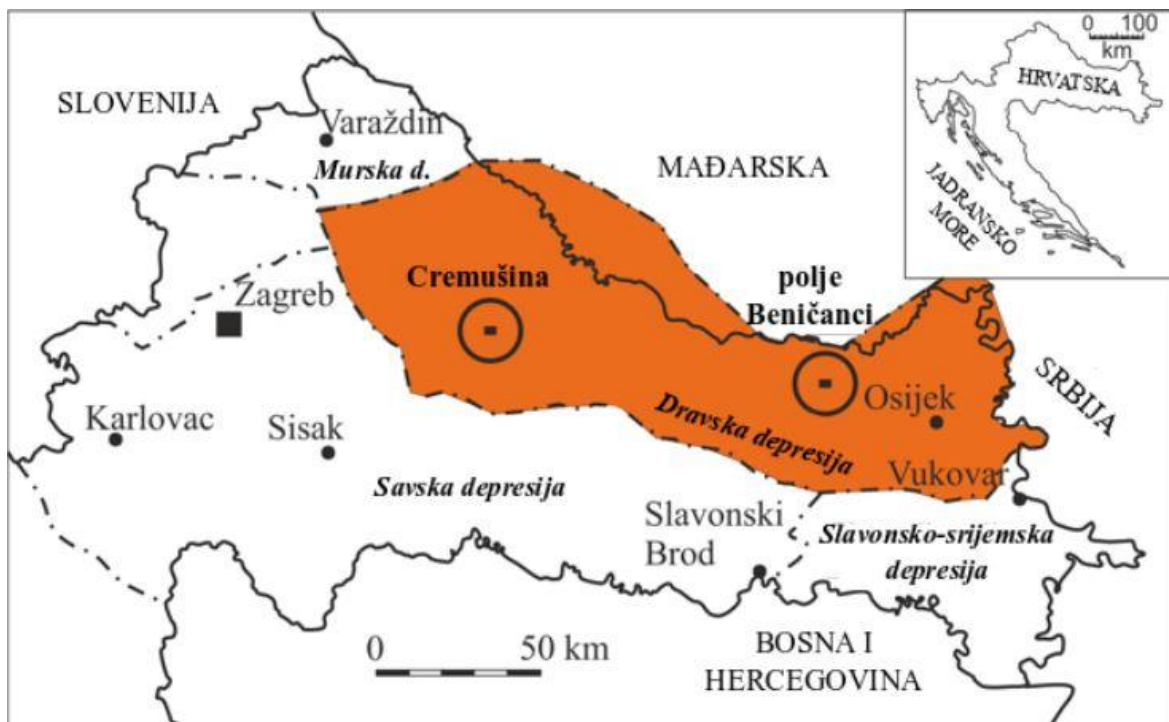 0 100
km
HRVATSKA
JADRANSKO
MORE
SLOVENIJA
Varaždin
Murska d.
MAĐARSKA
Cremušina
polje
Beničanci
Zagreb
SRBIJA
Osijek
Karlovac
Sisak
Dravska depresija
Vukovar
Savska depresija
Slavonski
Brod
Slavonsko-srijemska
depresija
0 50 km
BOSNA I
HERCEGOVINA